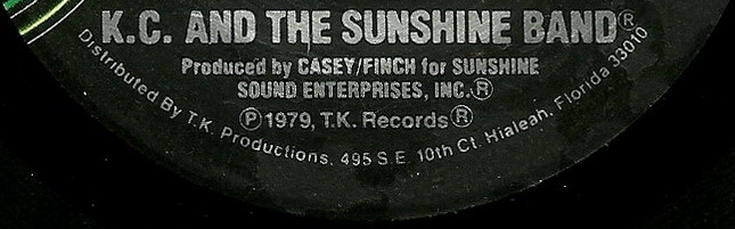 K.C. AND THE SUNSHINE BAND®
Produced by CASEY/FINCH for SUNSHINE
SOUND ENTERPRISES, INC.®
Ⓟ1979, T.K. Records®
Distributed By T.K. Productions. 495 S.E. 10th Ct. Hialeah. Florida 33010